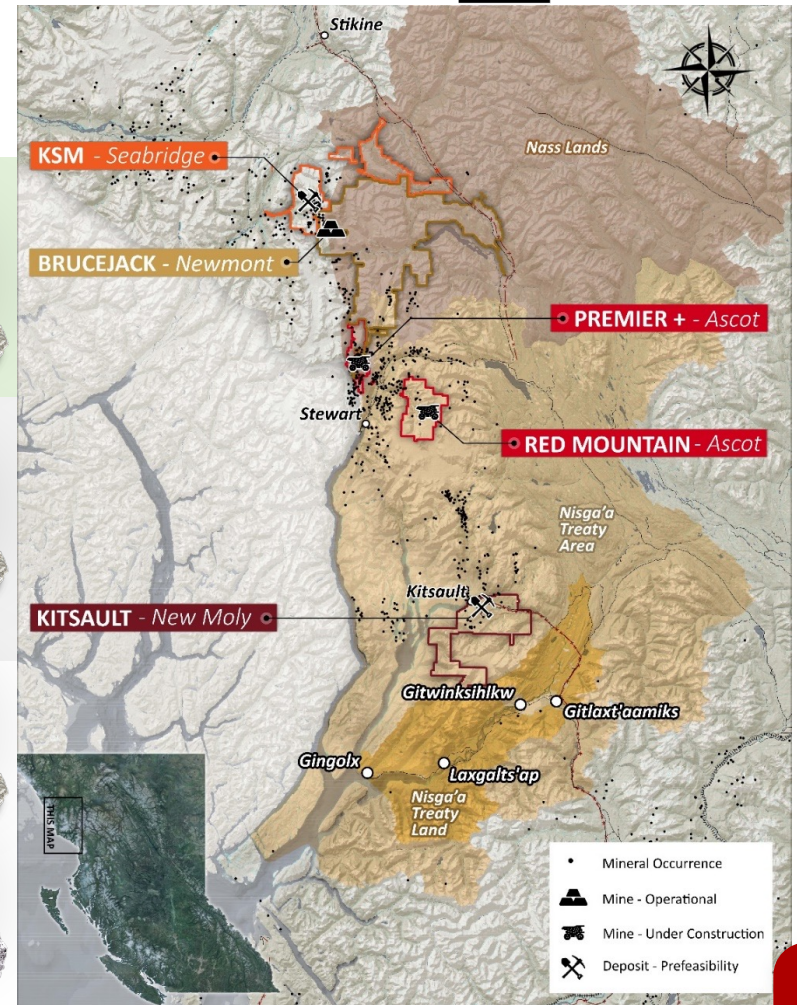 Stikine
Nass Lands
KSM - Seabridge
BRUCEJACK - Newmont
PREMIER + - Ascot
Stewart
RED MOUNTAIN - Ascot
Nisga'a
Treaty
Area
Kitsault
KITSAULT - New Moly
Gitwinksihlkw
Gitlaxt'aamiks
Gingolx
Laxgalts'ap
Nisga'a
Treaty
Land
THIS MAP
Mineral Occurrence
Mine - Operational
Mine - Under Construction
Deposit - Prefeasibility